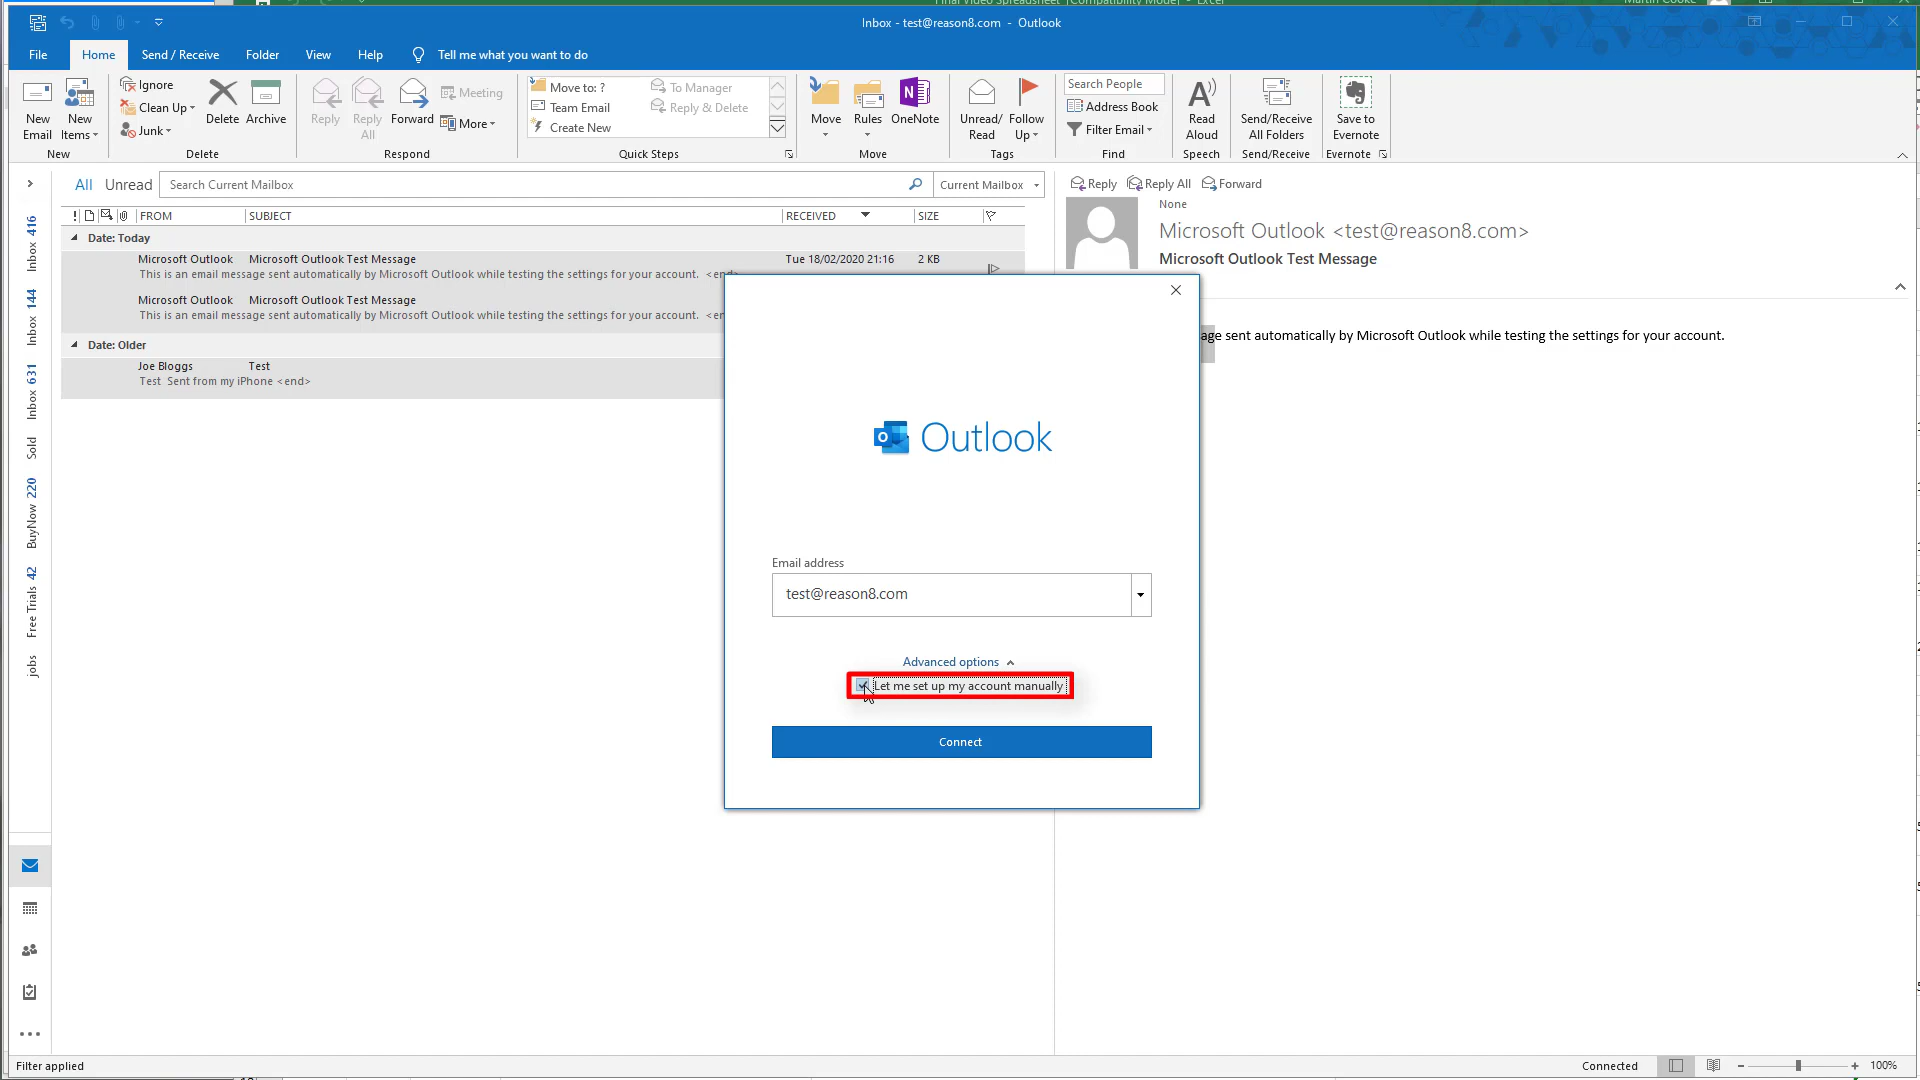 Inbox - test@reason8.com - Outlook
File Home Send / Receive Folder View Help Tell me what you want to do
New Email
New Items
New
Ignore
Clean Up
Junk
Delete
Archive
Delete
Reply
Reply All
Forward
Meeting
More
Respond
Move to: ?
Team Email
Create New
To Manager
Reply & Delete
Quick Steps
Move
Rules
OneNote
Move
Unread/ Read
Follow Up
Tags
Search People
Address Book
Filter Email
Find
Read Aloud
Speech
Send/Receive All Folders
Send/Receive
Save to Evernote
Evernote
All Unread Search Current Mailbox Current Mailbox
! FROM SUBJECT RECEIVED SIZE
Date: Today
Microsoft Outlook Microsoft Outlook Test Message Tue 18/02/2020 21:16 2 KB
This is an email message sent automatically by Microsoft Outlook while testing the settings for your account. <end>
Microsoft Outlook Microsoft Outlook Test Message
This is an email message sent automatically by Microsoft Outlook while testing the settings for your account.
Date: Older
Joe Bloggs Test
Test Sent from my iPhone <end>
Inbox 416
Inbox 144
Inbox 631
Sold
BuyNow 220
Free Trials 42
jobs
Reply Reply All Forward
None
Microsoft Outlook <test@reason8.com>
Microsoft Outlook Test Message
age sent automatically by Microsoft Outlook while testing the settings for your account.
Outlook
Email address
test@reason8.com
Advanced options
Let me set up my account manually
Connect
Filter applied
Connected
100%